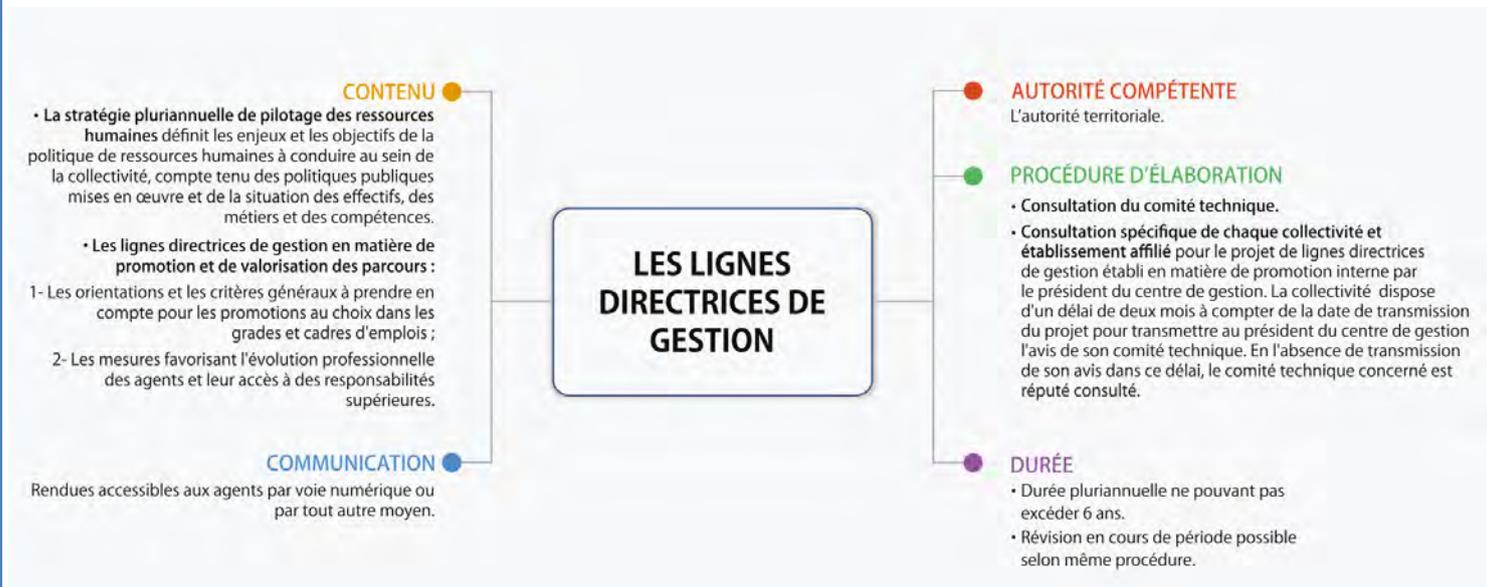 CONTENU
• La stratégie pluriannuelle de pilotage des ressources
humaines définit les enjeux et les objectifs de la
politique de ressources humaines à conduire au sein de
la collectivité, compte tenu des politiques publiques
mises en œuvre et de la situation des effectifs, des
métiers et des compétences.
• Les lignes directrices de gestion en matière de
promotion et de valorisation des parcours :
1- Les orientations et les critères généraux à prendre en
compte pour les promotions au choix dans les
grades et cadres d'emplois ;
2- Les mesures favorisant l'évolution professionnelle
des agents et leur accès à des responsabilités
supérieures.
COMMUNICATION
Rendues accessibles aux agents par voie numérique ou
par tout autre moyen.
LES LIGNES
DIRECTRICES DE
GESTION
AUTORITÉ COMPÉTENTE
L'autorité territoriale.
PROCÉDURE D'ÉLABORATION
• Consultation du comité technique.
• Consultation spécifique de chaque collectivité et
établissement affilié pour le projet de lignes directrices
de gestion établi en matière de promotion interne par
le président du centre de gestion. La collectivité dispose
d'un délai de deux mois à compter de la date de transmission
du projet pour transmettre au président du centre de gestion
l'avis de son comité technique. En l'absence de transmission
de son avis dans ce délai, le comité technique concerné est
réputé consulté.
DURÉE
• Durée pluriannuelle ne pouvant pas
excéder 6 ans.
• Révision en cours de période possible
selon même procédure.